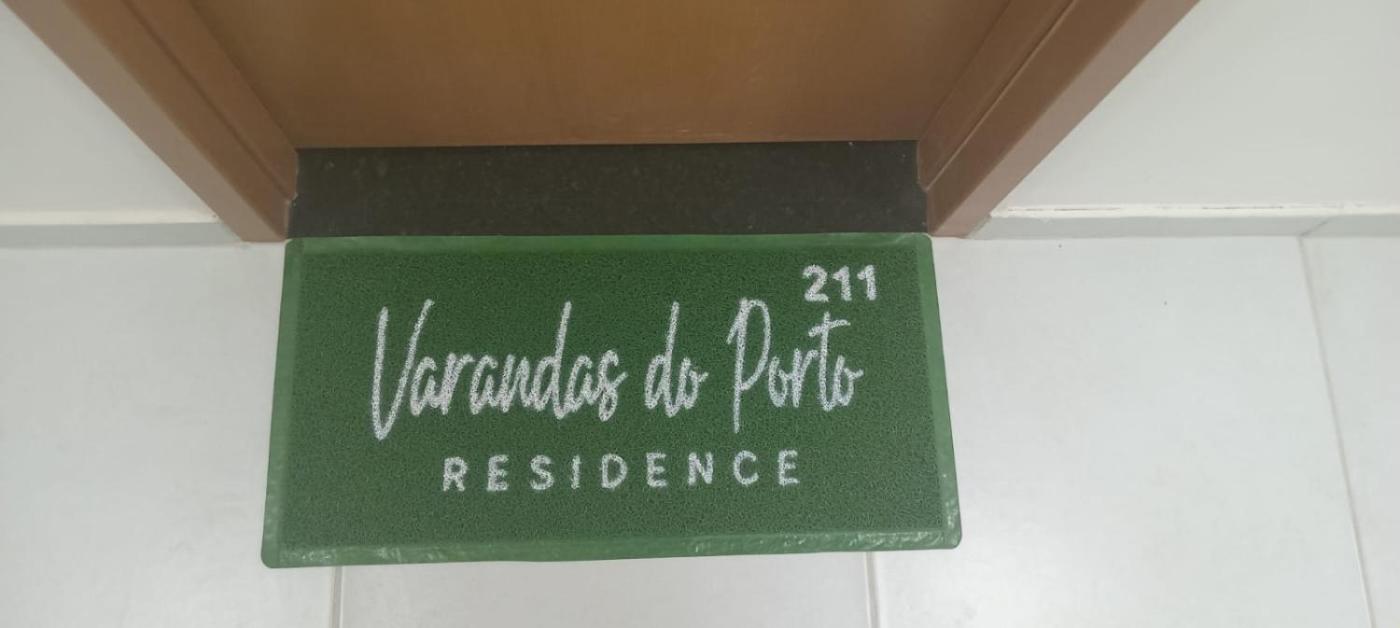 211
Varandas do Porto
RESIDENCE